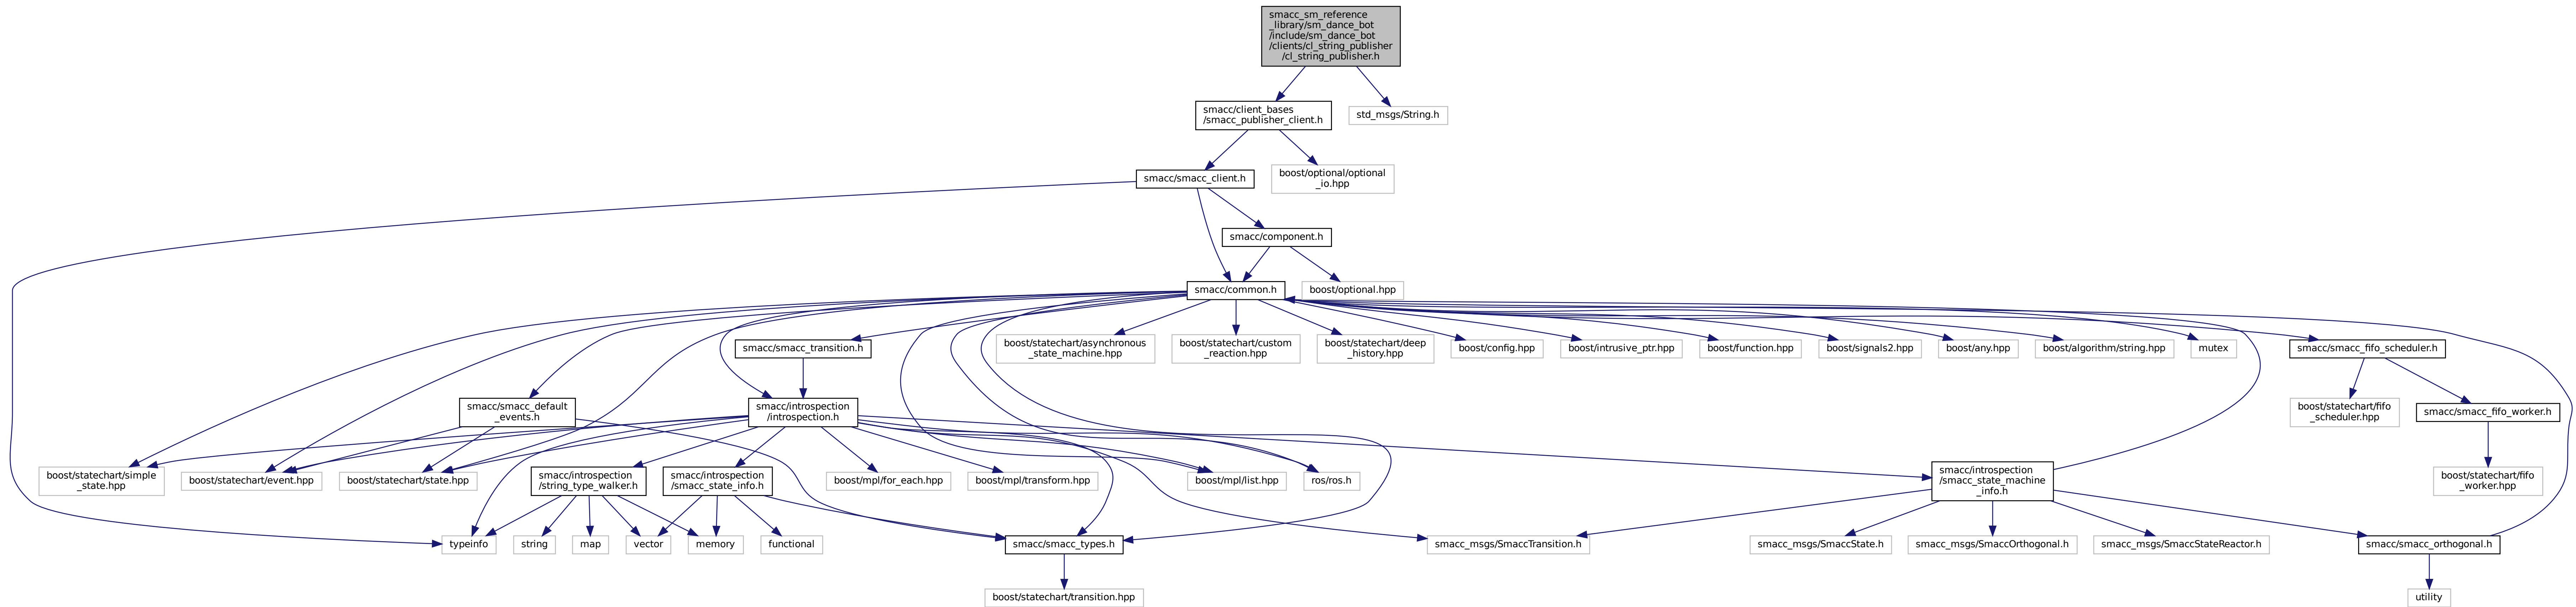 smacc_sm_reference
_library/sm_dance_bot
/include/sm_dance_bot
/clients/cl_string_publisher
/cl_string_publisher.h
smacc/client_bases
/smacc_publisher_client.h
std_msgs/String.h
smacc/smacc_client.h
boost/optional/optional
_io.hpp
smacc/component.h
smacc/common.h
boost/optional.hpp
smacc/smacc_transition.h
boost/statechart/asynchronous
_state_machine.hpp
boost/statechart/custom
_reaction.hpp
boost/statechart/deep
_history.hpp
boost/config.hpp
boost/intrusive_ptr.hpp
boost/function.hpp
boost/signals2.hpp
boost/any.hpp
boost/algorithm/string.hpp
mutex
smacc/smacc_fifo_scheduler.h
smacc/smacc_default
_events.h
smacc/introspection
/introspection.h
boost/statechart/fifo
_scheduler.hpp
smacc/smacc_fifo_worker.h
boost/statechart/simple
_state.hpp
boost/statechart/event.hpp
boost/statechart/state.hpp
smacc/introspection
/string_type_walker.h
smacc/introspection
/smacc_state_info.h
boost/mpl/for_each.hpp
boost/mpl/transform.hpp
boost/mpl/list.hpp
ros/ros.h
smacc/introspection
/smacc_state_machine
_info.h
boost/statechart/fifo
_worker.hpp
typeinfo
string
map
vector
memory
functional
smacc/smacc_types.h
smacc_msgs/SmaccTransition.h
smacc_msgs/SmaccState.h
smacc_msgs/SmaccOrthogonal.h
smacc_msgs/SmaccStateReactor.h
smacc/smacc_orthogonal.h
boost/statechart/transition.hpp
utility